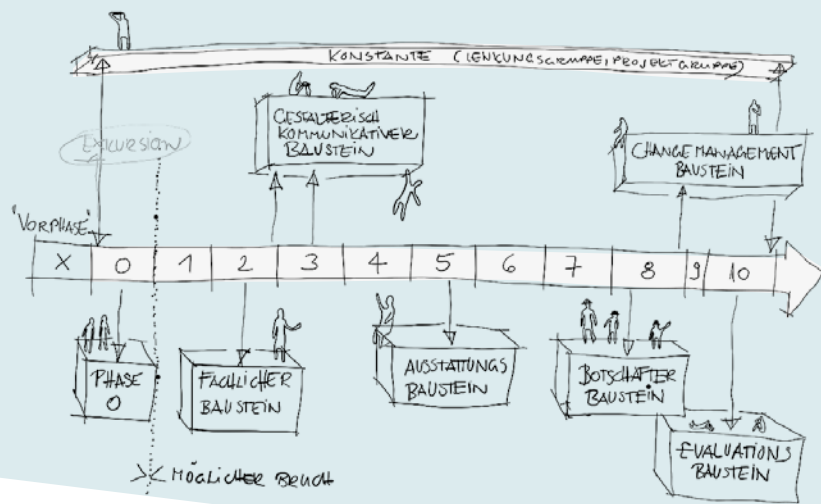 KONSTANTE (LENKUNGSGRUPPE, PROJEKTGRUPPE)
GESTALTERISCH
KOMMUNIKATIVER
BAUSTEIN
EXKURSION
CHANGE MANAGEMENT
BAUSTEIN
"VORPHASE"
X 0 1 2 3 4 5 6 7 8 9 10
PHASE
0
FACHLICHER
BAUSTEIN
AUSSTATTUNGS
BAUSTEIN
BOTSCHAFTER
BAUSTEIN
EVALUATIONS
BAUSTEIN
MÖGLICHER BRUCH